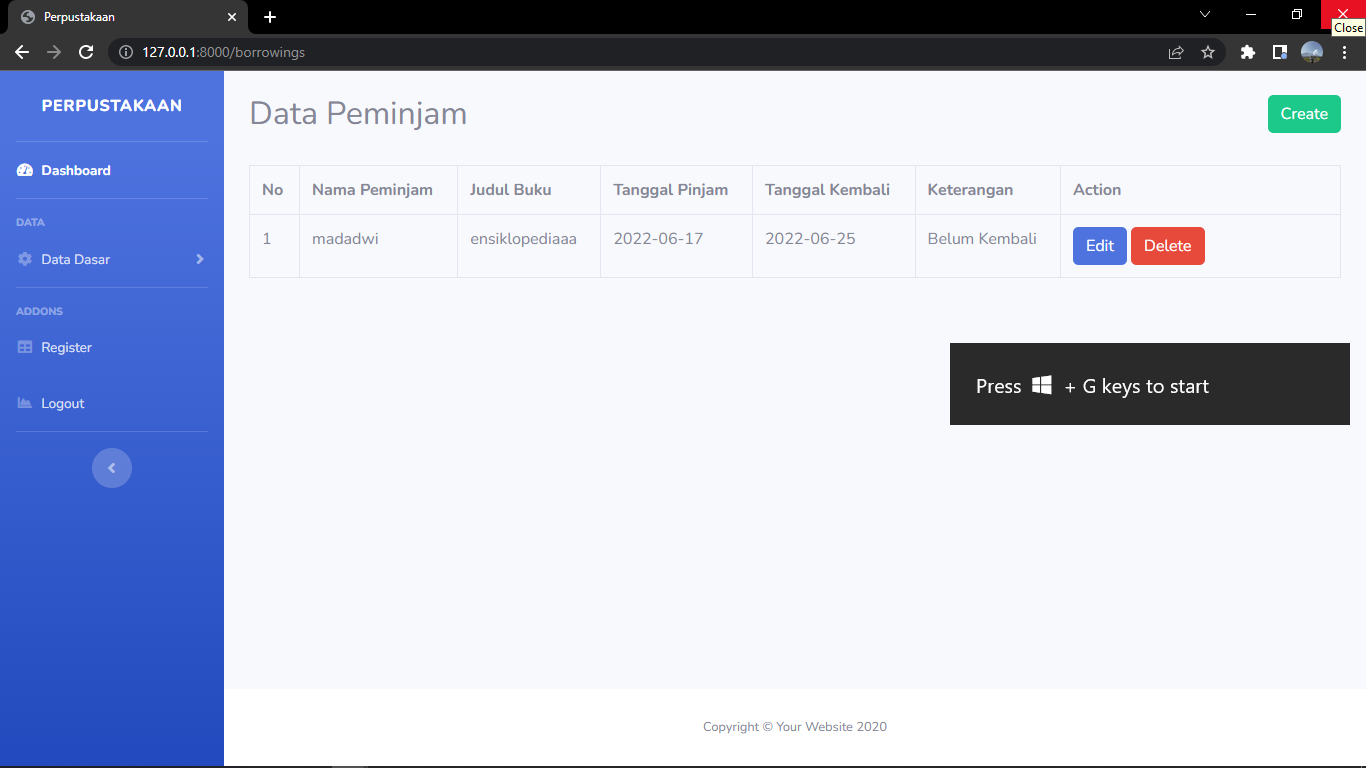 Perpustakaan
Close
127.0.0.1:8000/borrowings
PERPUSTAKAAN
Dashboard
DATA
Data Dasar
ADDONS
Register
Logout
Data Peminjam
Create
No Nama Peminjam Judul Buku Tanggal Pinjam Tanggal Kembali Keterangan Action
1 madadwi ensiklopediaaa 2022-06-17 2022-06-25 Belum Kembali Edit Delete
Press + G keys to start
Copyright © Your Website 2020